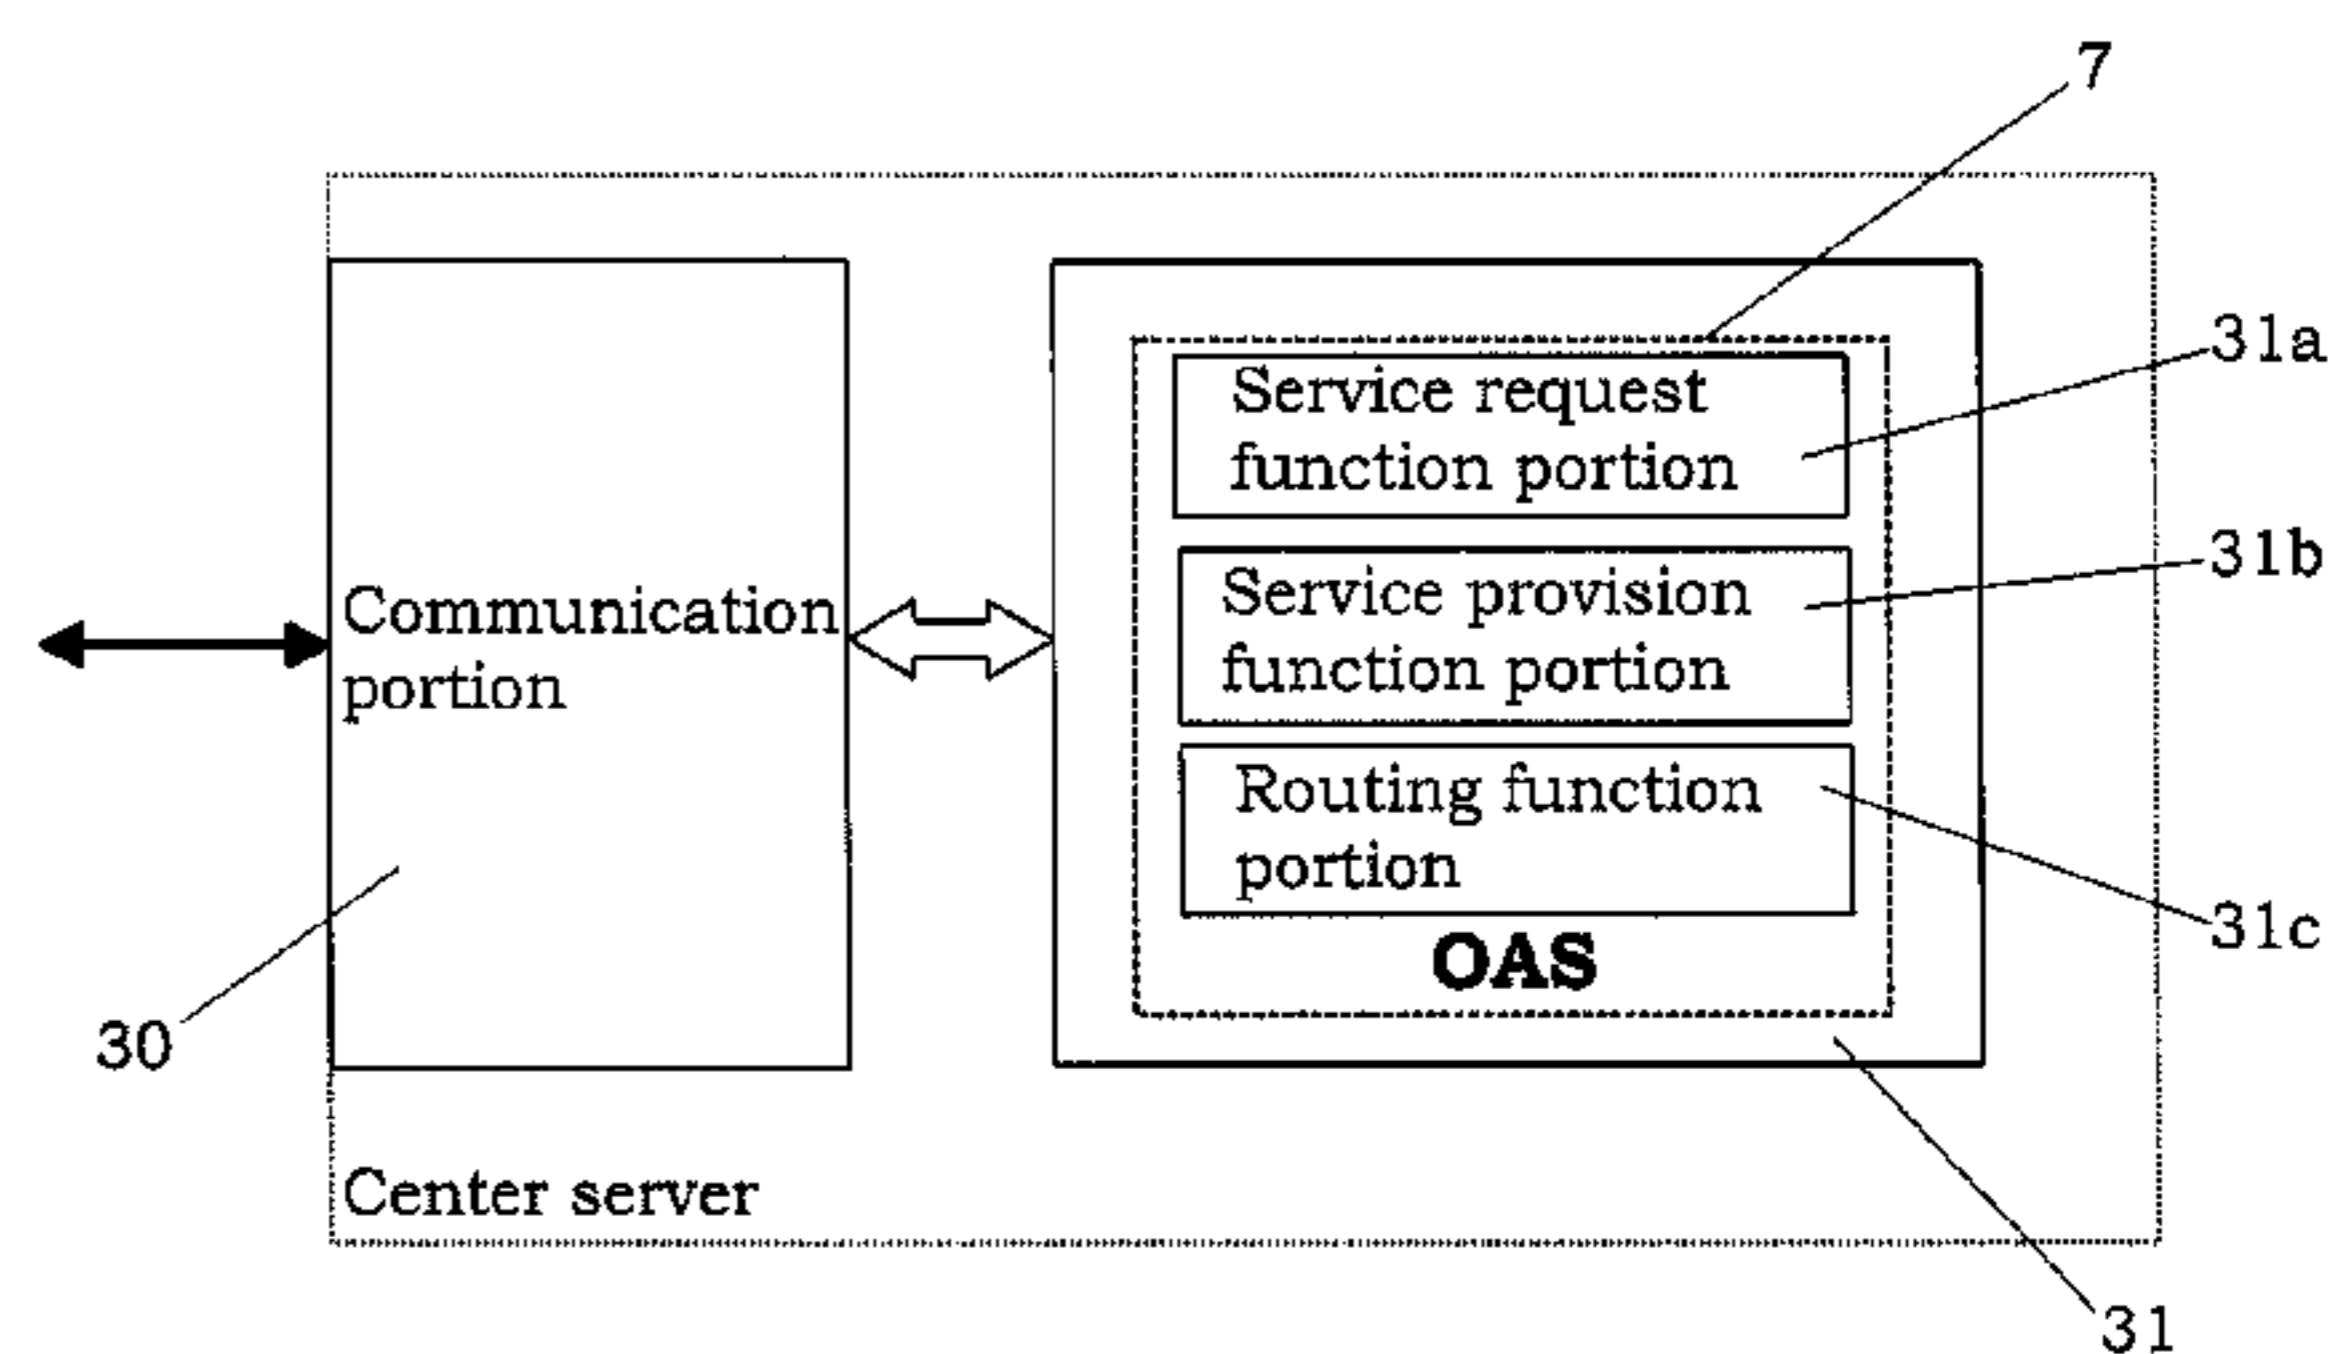 7
31a
Service request
function portion
31b
Service provision
function portion
Communication
portion
Routing function
portion
31c
OAS
30
Center server
31